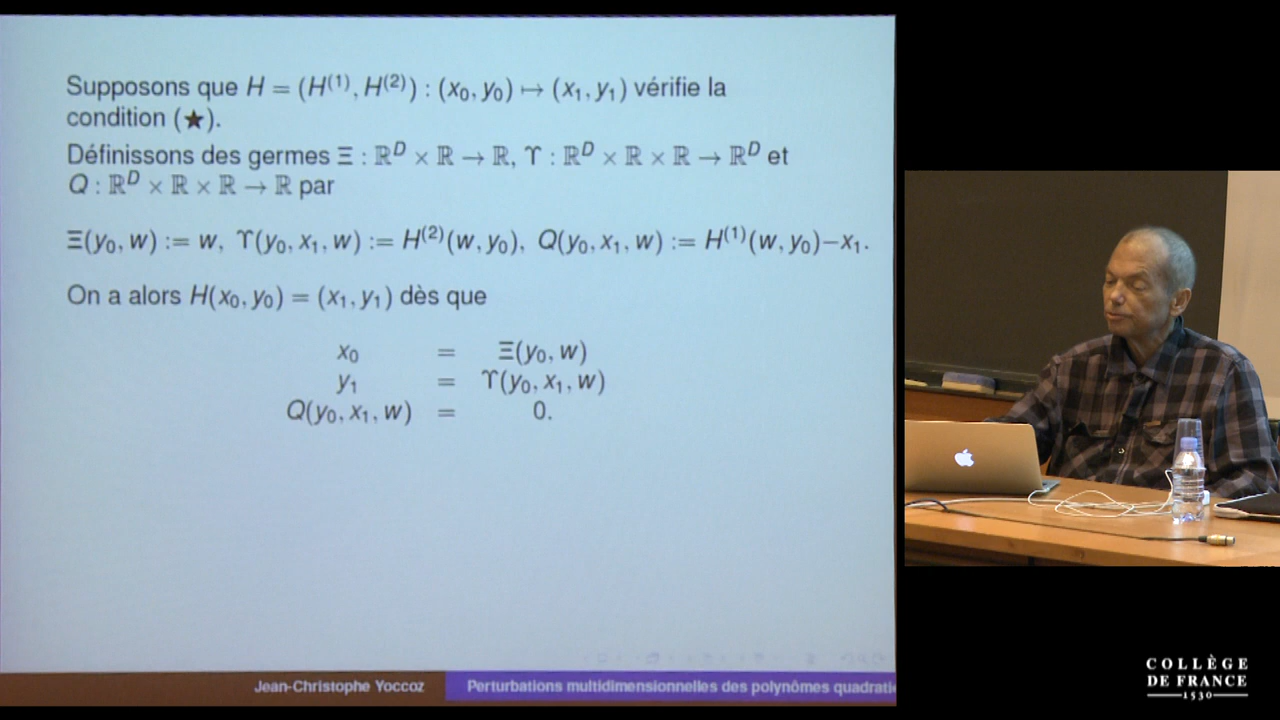 Supposons que H = (H⁽¹⁾, H⁽²⁾) : (x₀, y₀) ↦ (x₁, y₁) vérifie la
condition (★).
Définissons des germes Ξ : ℝᴰ × ℝ → ℝ, ϒ : ℝᴰ × ℝ × ℝ → ℝᴰ et
Q : ℝᴰ × ℝ × ℝ → ℝ par
Ξ(y₀, w) := w, ϒ(y₀, x₁, w) := H⁽²⁾(w, y₀), Q(y₀, x₁, w) := H⁽¹⁾(w, y₀)−x₁.
On a alors H(x₀, y₀) = (x₁, y₁) dès que
x₀ = Ξ(y₀, w)
y₁ = ϒ(y₀, x₁, w)
Q(y₀, x₁, w) = 0.
Jean-Christophe Yoccoz Perturbations multidimensionnelles des polynômes quadrati
COLLÈGE
DE FRANCE
1530